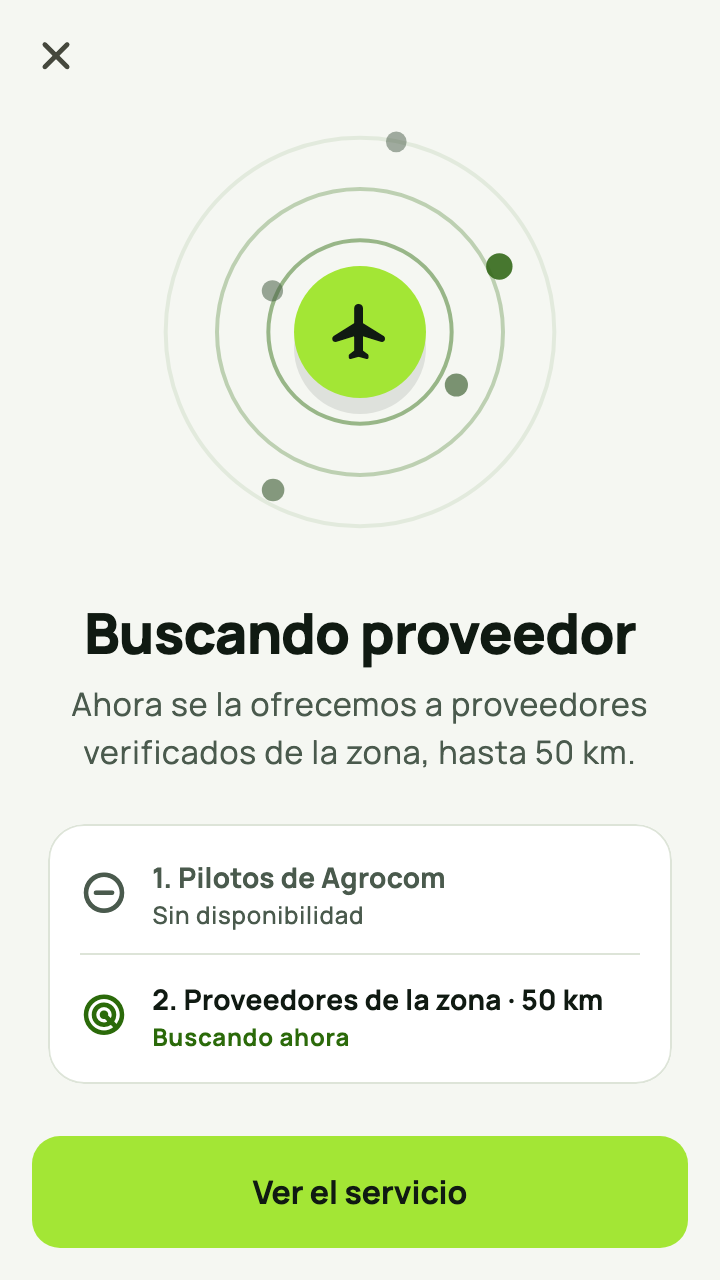 Buscando proveedor
Ahora se la ofrecemos a proveedores
verificados de la zona, hasta 50 km.
1. Pilotos de Agrocom
Sin disponibilidad
2. Proveedores de la zona · 50 km
Buscando ahora
Ver el servicio